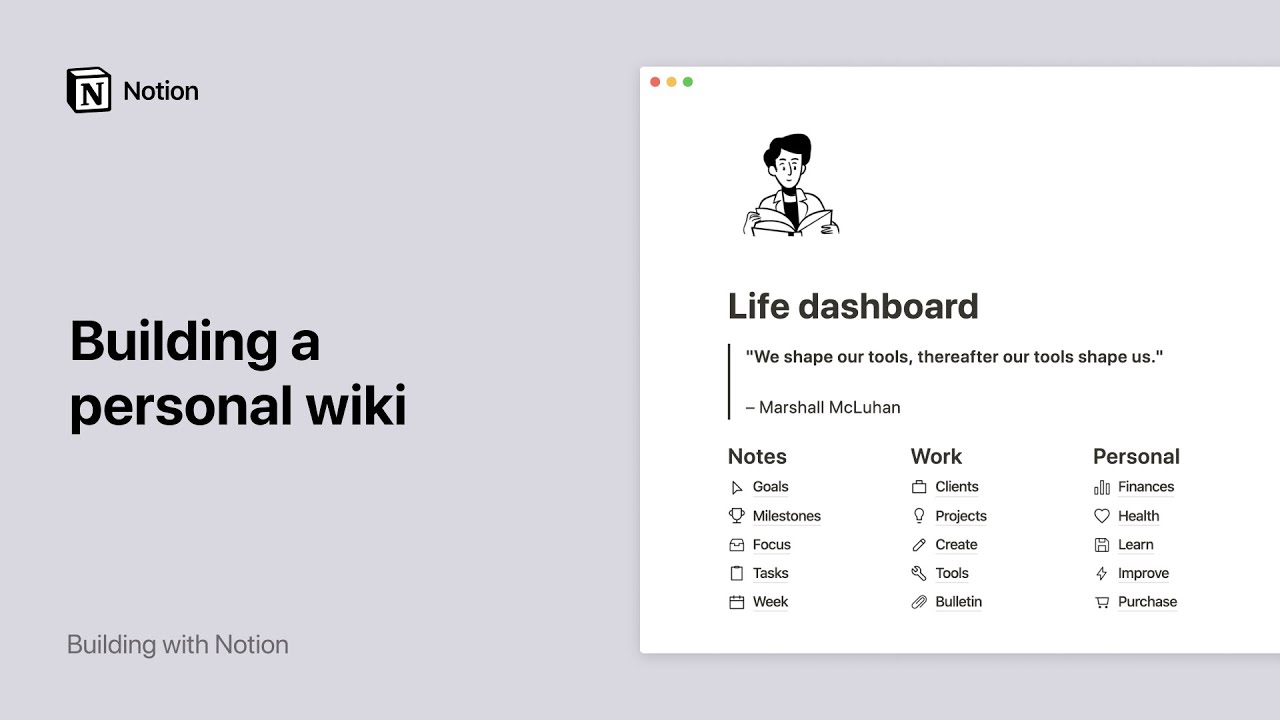 Notion
Building a
personal wiki
Building with Notion
Life dashboard
"We shape our tools, thereafter our tools shape us."
– Marshall McLuhan
Notes
Goals
Milestones
Focus
Tasks
Week
Work
Clients
Projects
Create
Tools
Bulletin
Personal
Finances
Health
Learn
Improve
Purchase